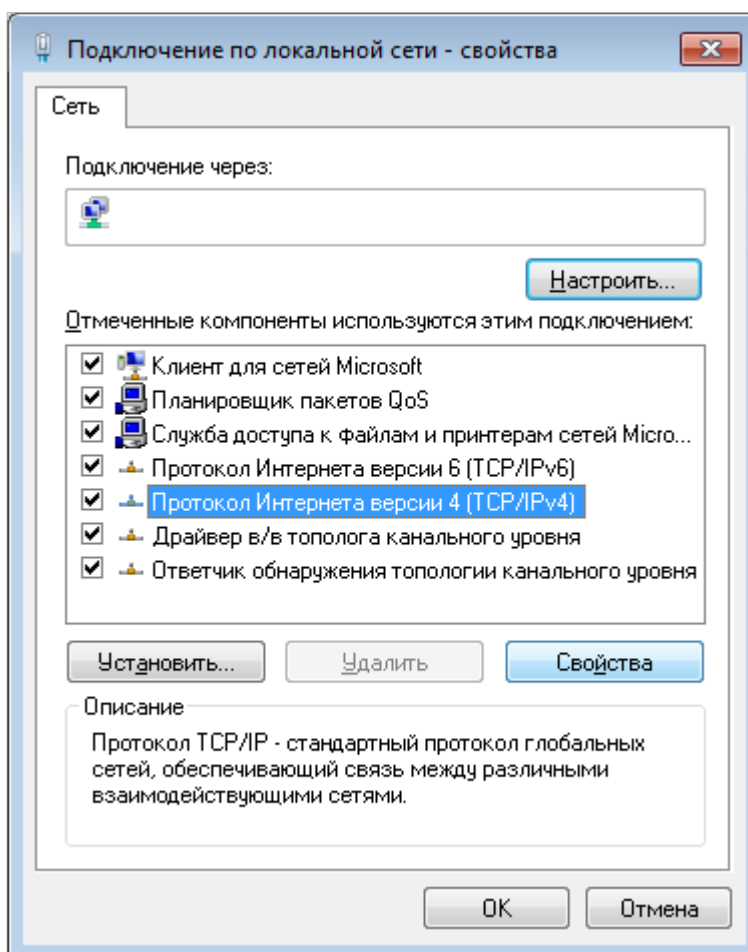 Подключение по локальной сети - свойства
Сеть
Подключение через:
Настроить...
Отмеченные компоненты используются этим подключением:
Клиент для сетей Microsoft
Планировщик пакетов QoS
Служба доступа к файлам и принтерам сетей Micro...
Протокол Интернета версии 6 (TCP/IPv6)
Протокол Интернета версии 4 (TCP/IPv4)
Драйвер в/в тополога канального уровня
Ответчик обнаружения топологии канального уровня
Установить... Удалить Свойства
Описание
Протокол TCP/IP - стандартный протокол глобальных
сетей, обеспечивающий связь между различными
взаимодействующими сетями.
OK Отмена